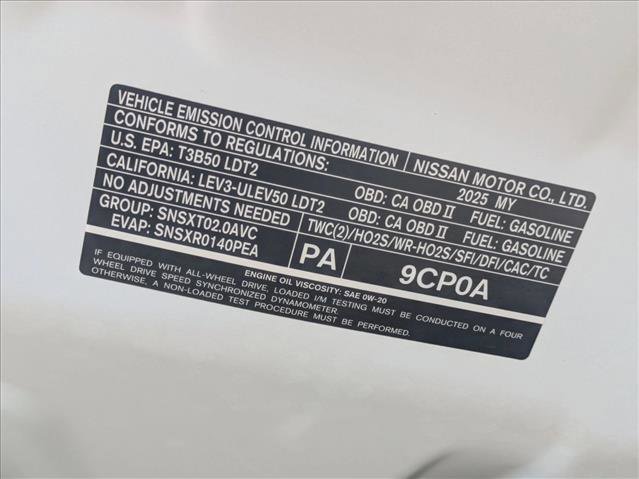 VEHICLE EMISSION CONTROL INFORMATION NISSAN MOTOR CO., LTD.
CONFORMS TO REGULATIONS: 2025 MY
U.S. EPA: T3B50 LDT2 OBD: CA OBD II FUEL: GASOLINE
CALIFORNIA: LEV3-ULEV50 LDT2 OBD: CA OBD II FUEL: GASOLINE
NO ADJUSTMENTS NEEDED TWC(2)/HO2S/WR-HO2S/SFI/DFI/CAC/TC
GROUP: SNSXT02.0AVC
EVAP: SNSXR0140PEA PA 9CP0A
ENGINE OIL VISCOSITY: SAE 0W-20
IF EQUIPPED WITH ALL-WHEEL DRIVE, LOADED I/M TESTING MUST BE CONDUCTED ON A FOUR
WHEEL DRIVE SPEED SYNCHRONIZED DYNAMOMETER.
OTHERWISE, A NON-LOADED TEST PROCEDURE MUST BE PERFORMED.